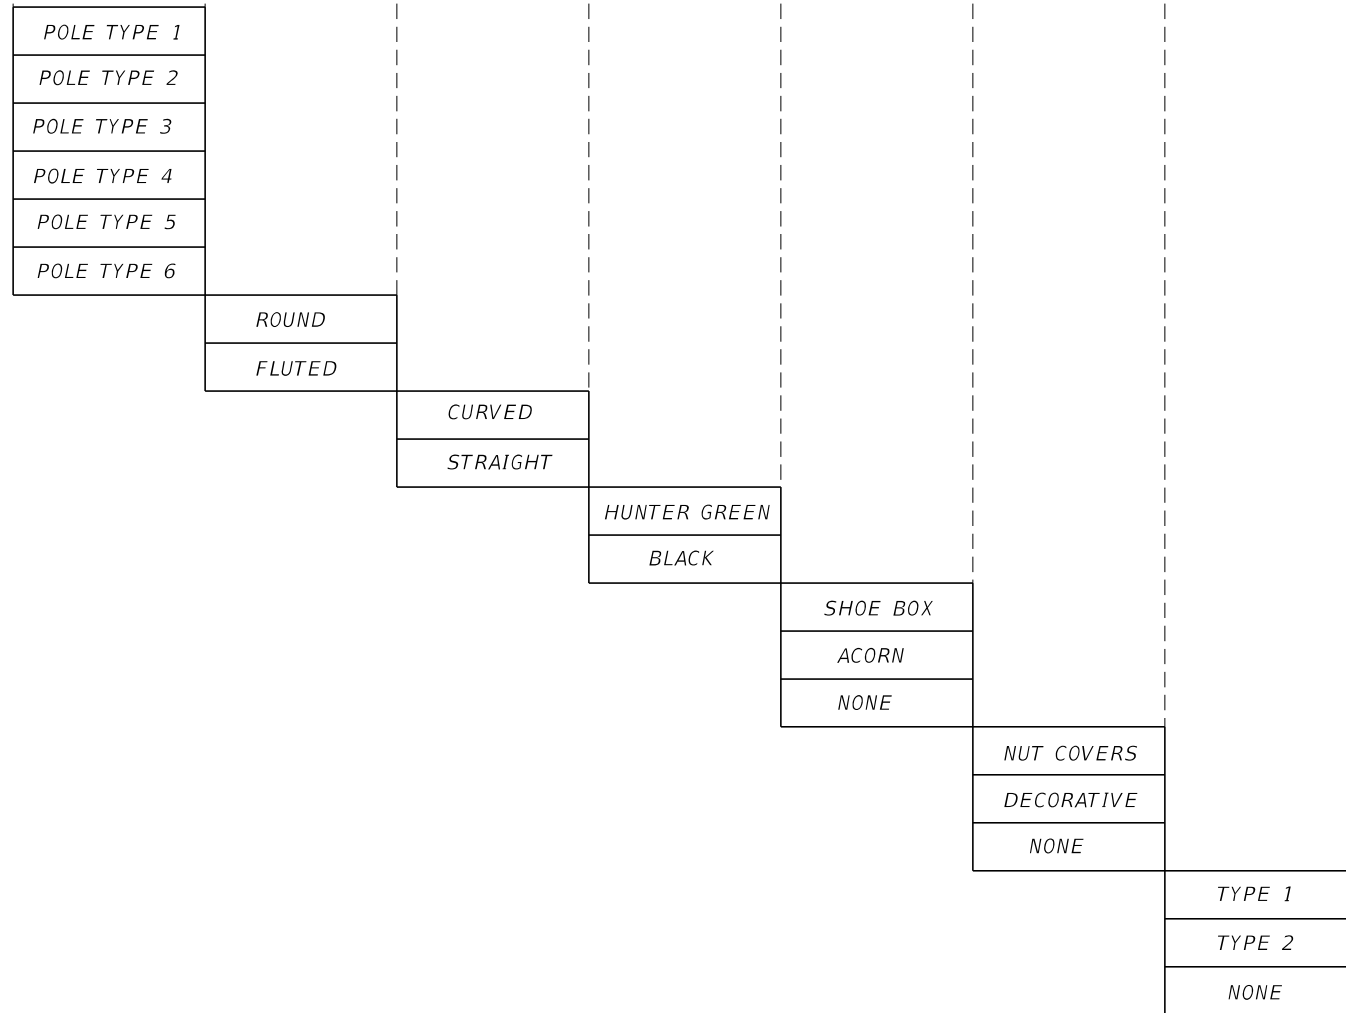 POLE TYPE 1
POLE TYPE 2
POLE TYPE 3
POLE TYPE 4
POLE TYPE 5
POLE TYPE 6
ROUND
FLUTED
CURVED
STRAIGHT
HUNTER GREEN
BLACK
SHOE BOX
ACORN
NONE
NUT COVERS
DECORATIVE
NONE
TYPE 1
TYPE 2
NONE